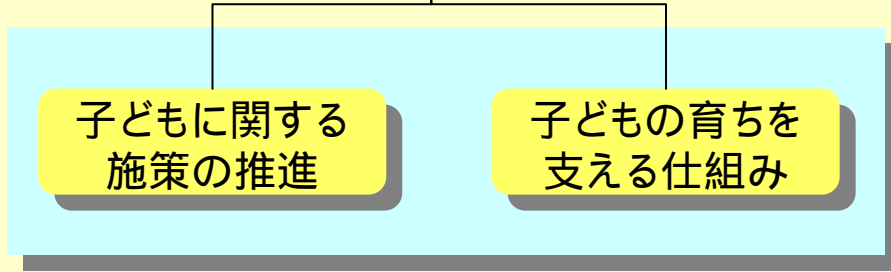 子どもに関する
施策の推進
子どもの育ちを
支える仕組み